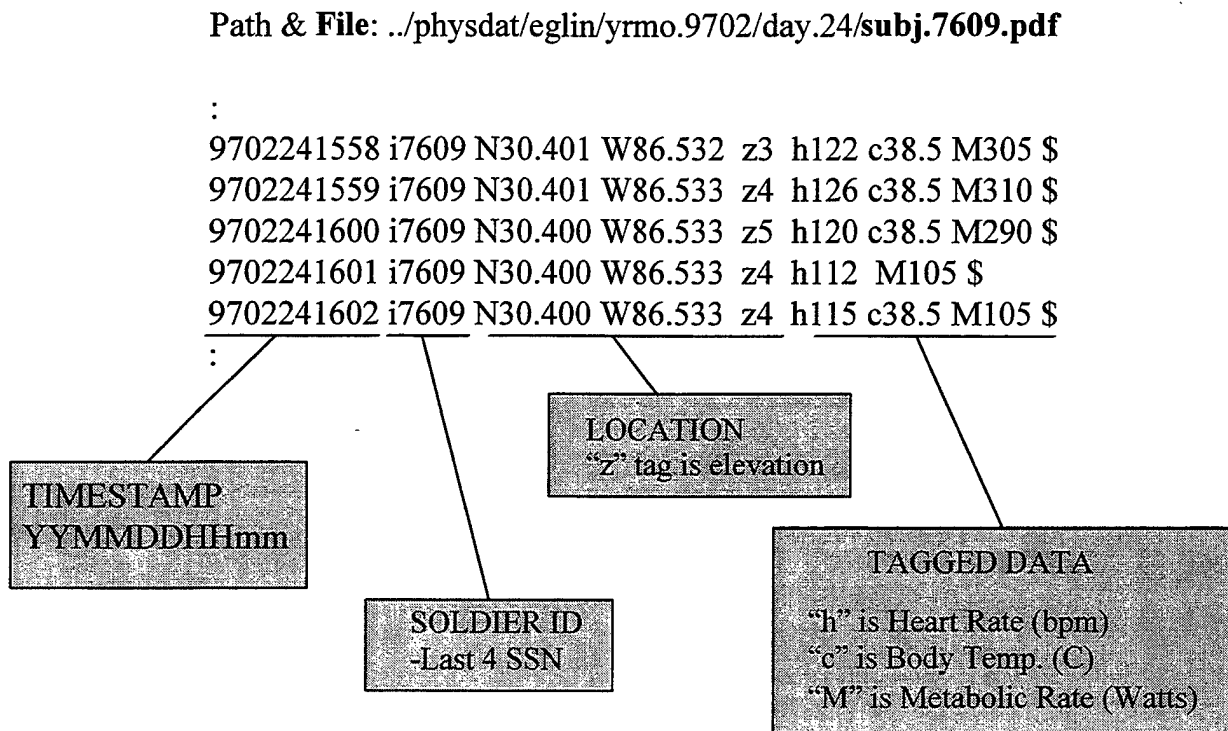 Path & File: ../physdat/eglin/yrmo.9702/day.24/subj.7609.pdf
:
9702241558 i7609 N30.401 W86.532 z3 h122 c38.5 M305 $
9702241559 i7609 N30.401 W86.533 z4 h126 c38.5 M310 $
9702241600 i7609 N30.400 W86.533 z5 h120 c38.5 M290 $
9702241601 i7609 N30.400 W86.533 z4 h112 M105 $
9702241602 i7609 N30.400 W86.533 z4 h115 c38.5 M105 $
:
LOCATION
“z” tag is elevation
TIMESTAMP
YYMMDDHHmm
SOLDIER ID
-Last 4 SSN
TAGGED DATA
“h” is Heart Rate (bpm)
“c” is Body Temp. (C)
“M” is Metabolic Rate (Watts)